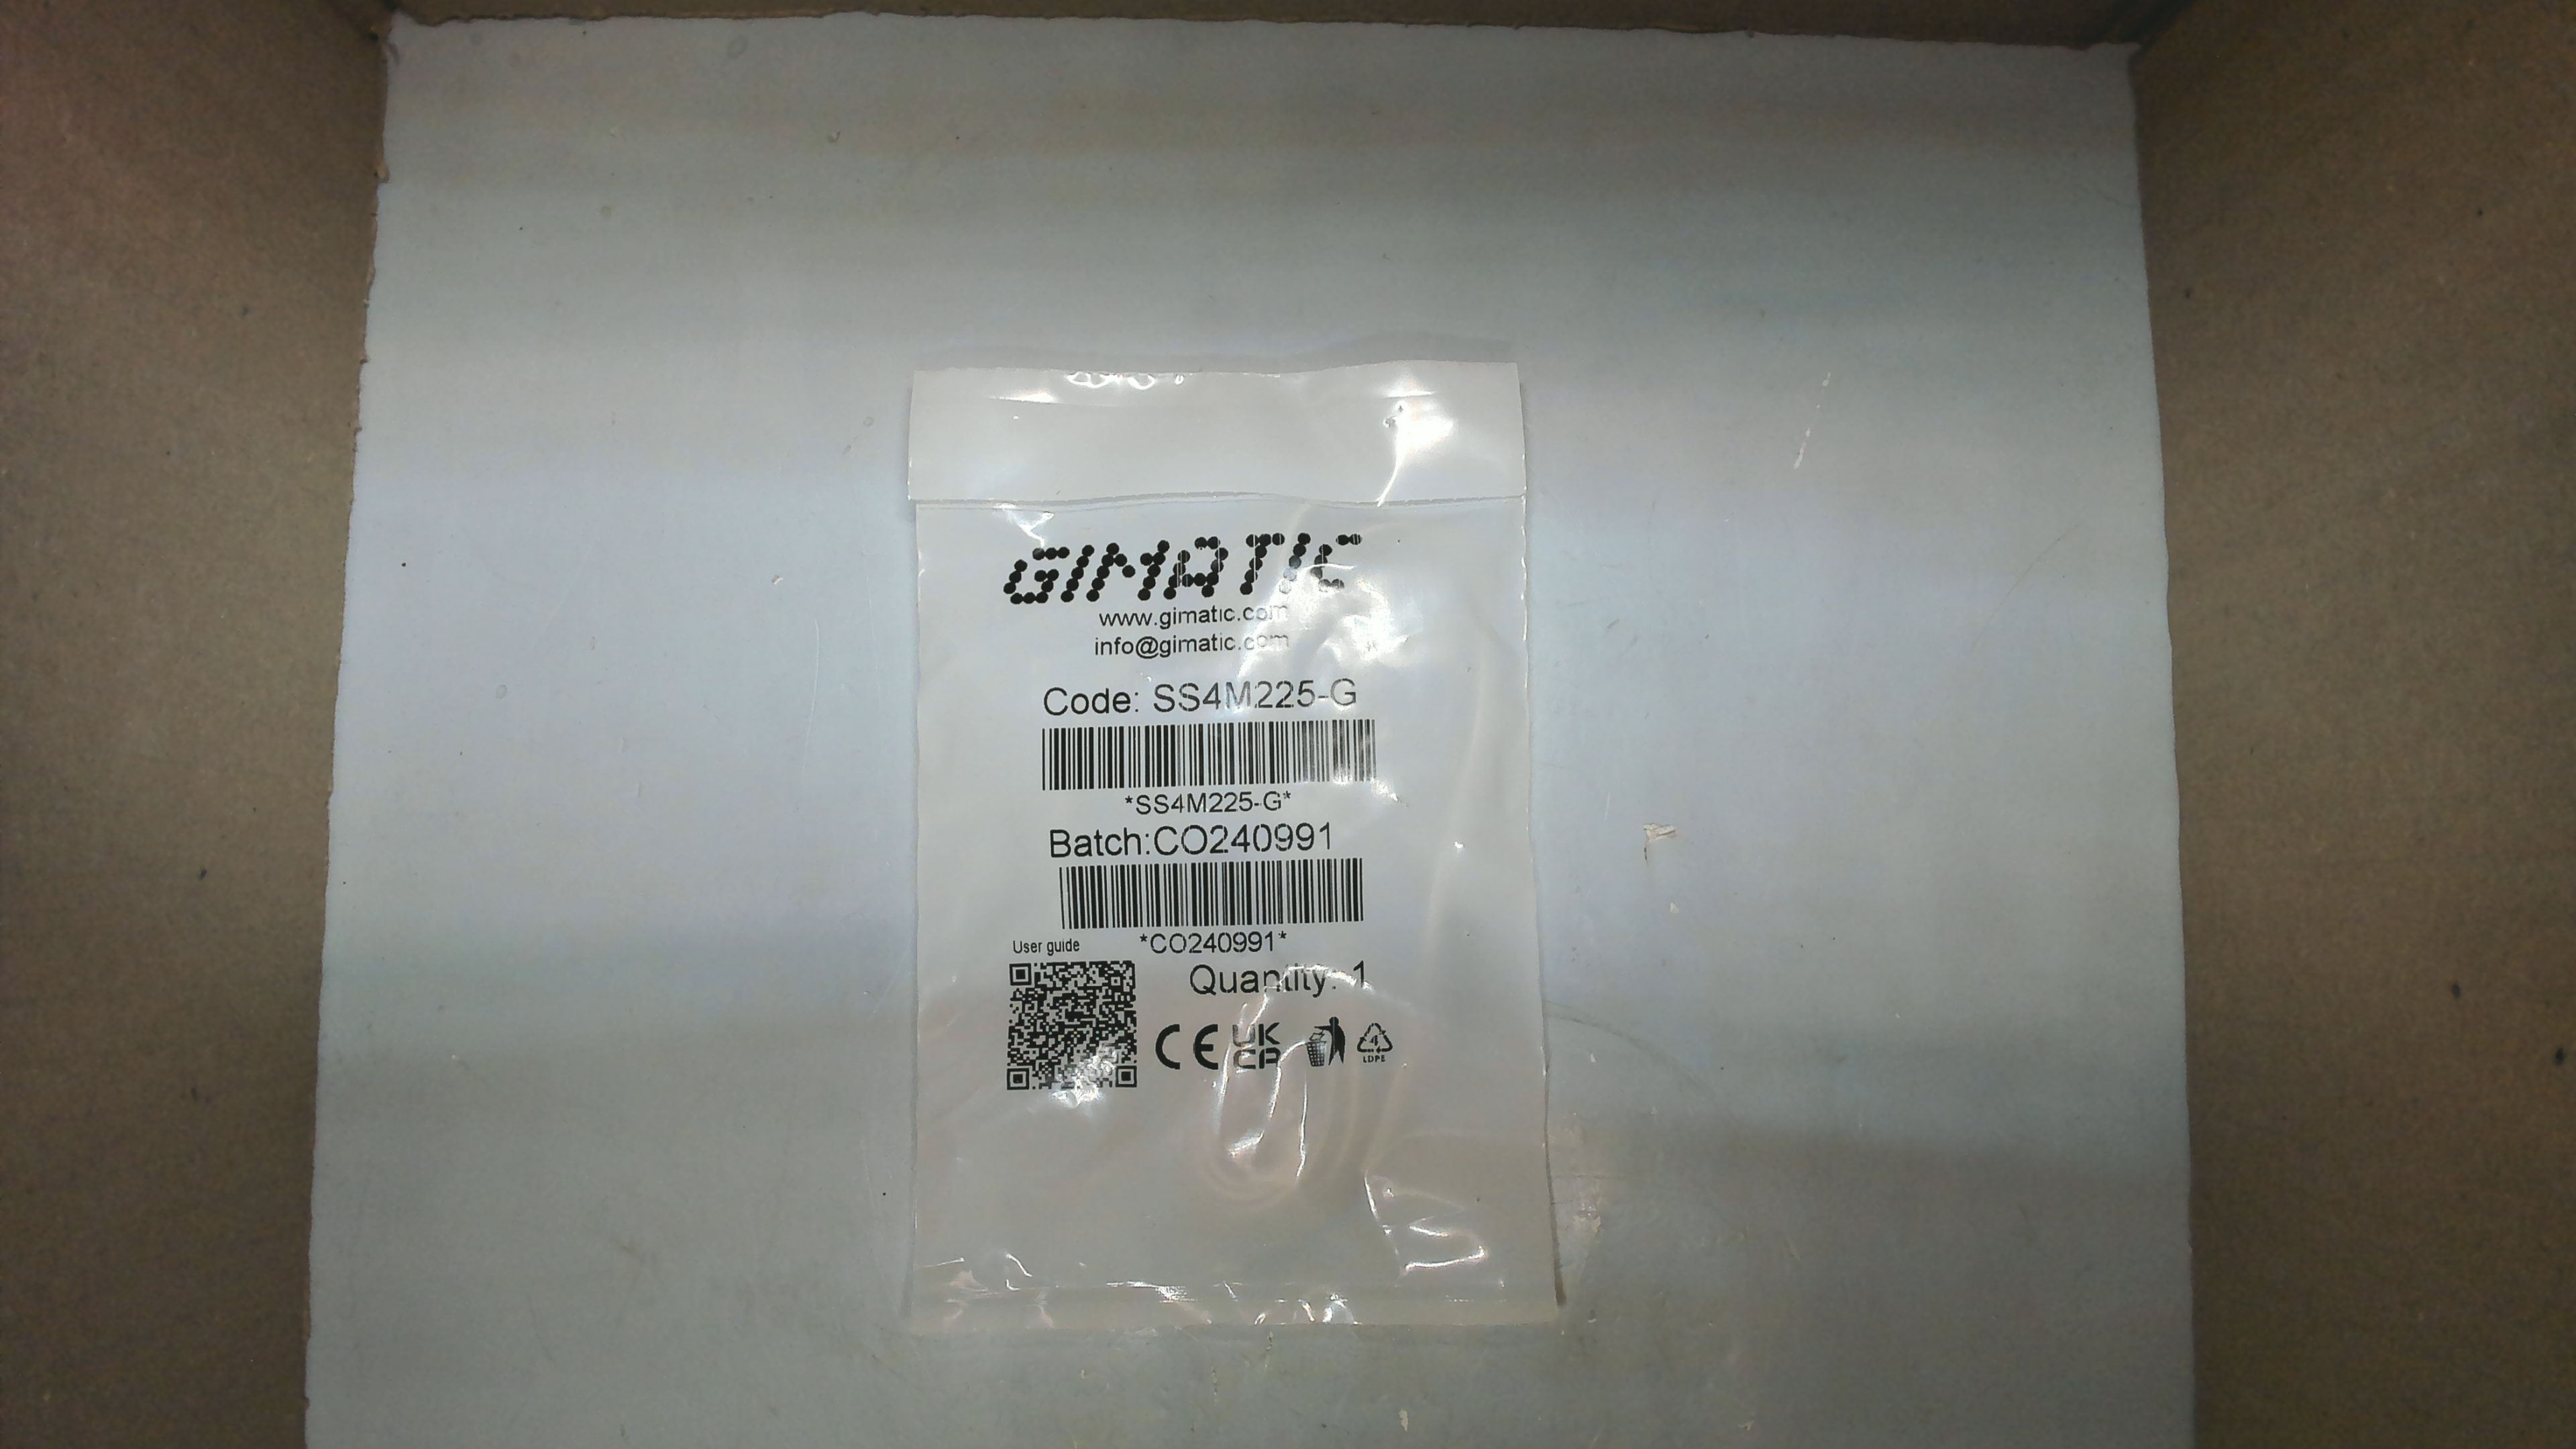 GIMATIC
www.gimatic.com
info@gimatic.com
Code: SS4M225-G
*SS4M225-G*
Batch:CO240991
*CO240991*
User guide
Quantity: 1
CE UK
CA
4
LDPE